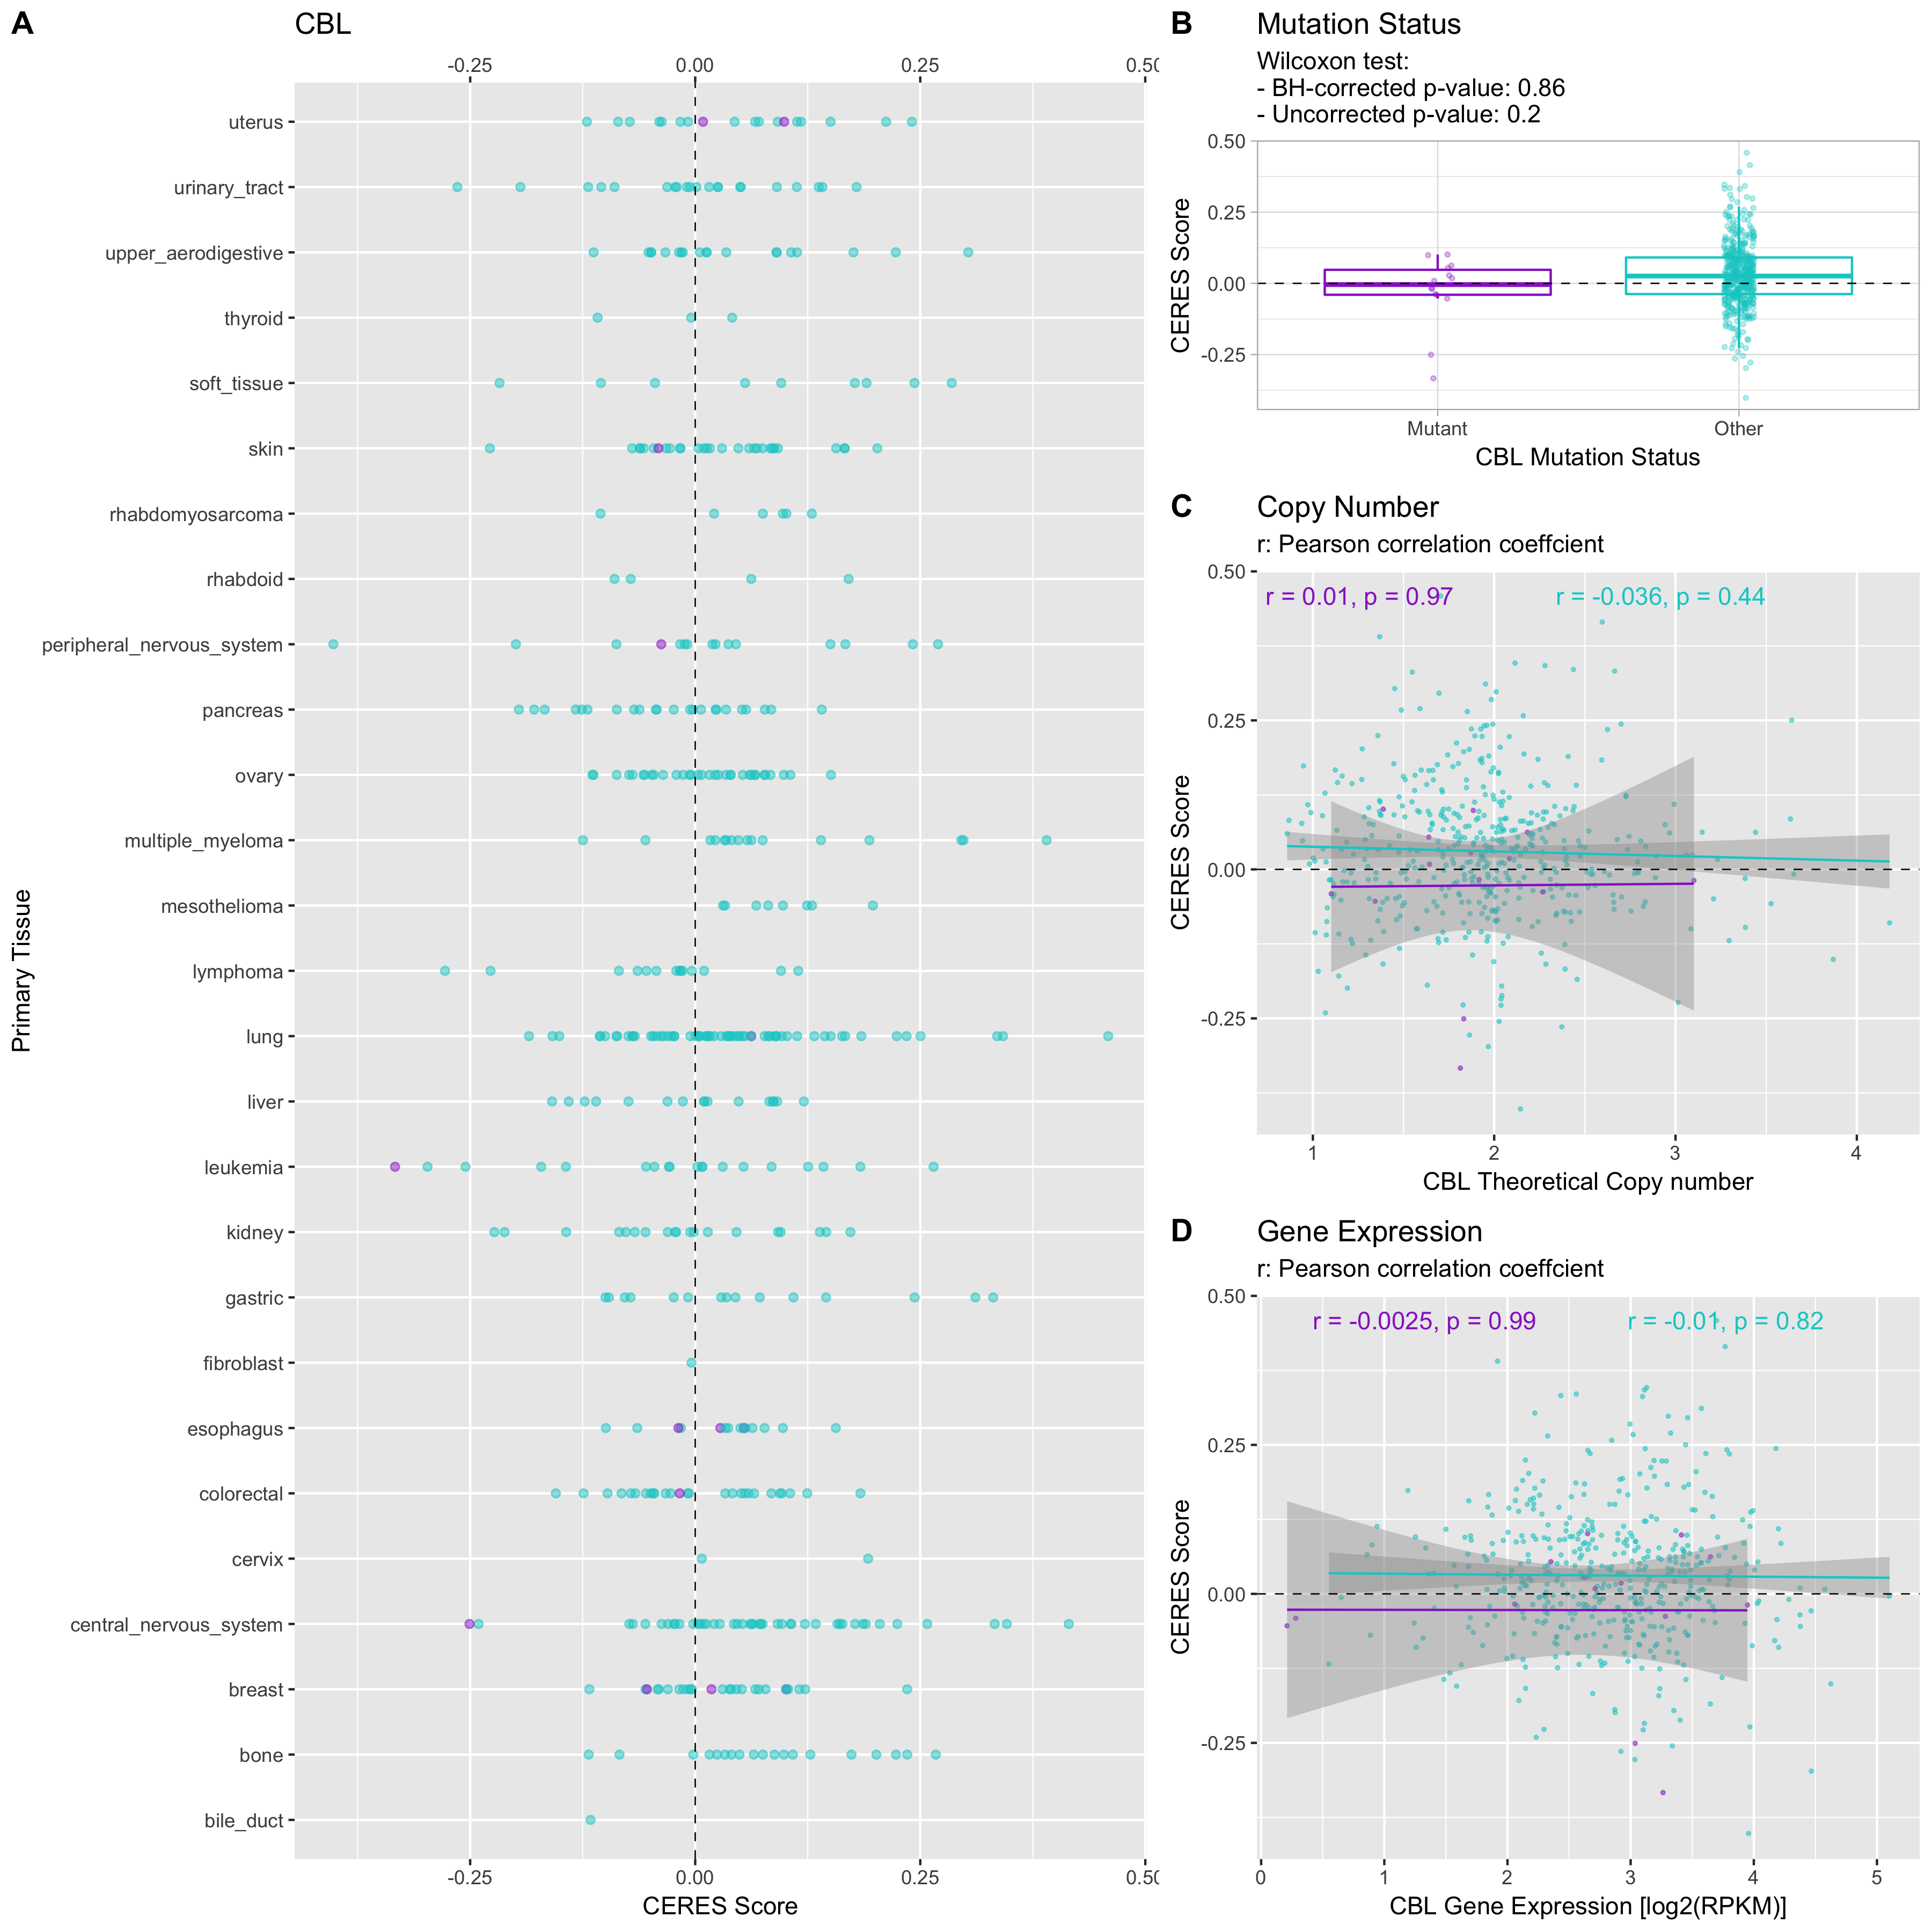 A
CBL
-0.25
0.00
0.25
uterus
urinary_tract
upper_aerodigestive
thyroid
soft_tissue
skin
rhabdomyosarcoma
rhabdoid
peripheral_nervous_system
pancreas
ovary
multiple_myeloma
mesothelioma
lymphoma
lung
liver
leukemia
kidney
gastric
fibroblast
esophagus
colorectal
cervix
central_nervous_system
breast
bone
bile_duct
Primary Tissue
-0.25
0.00
0.25
CERES Score
B
Mutation Status
Wilcoxon test:
- BH-corrected p-value: 0.86
- Uncorrected p-value: 0.2
0.50
0.25
0.00
-0.25
CERES Score
Mutant
Other
CBL Mutation Status
C
Copy Number
r: Pearson correlation coeffcient
r = 0.01, p = 0.97
r = -0.036, p = 0.44
0.50
0.25
0.00
-0.25
CERES Score
1
2
3
4
CBL Theoretical Copy number
D
Gene Expression
r: Pearson correlation coeffcient
r = -0.0025, p = 0.99
r = -0.01, p = 0.82
0.50
0.25
0.00
-0.25
CERES Score
0
1
2
3
4
5
CBL Gene Expression [log2(RPKM)]